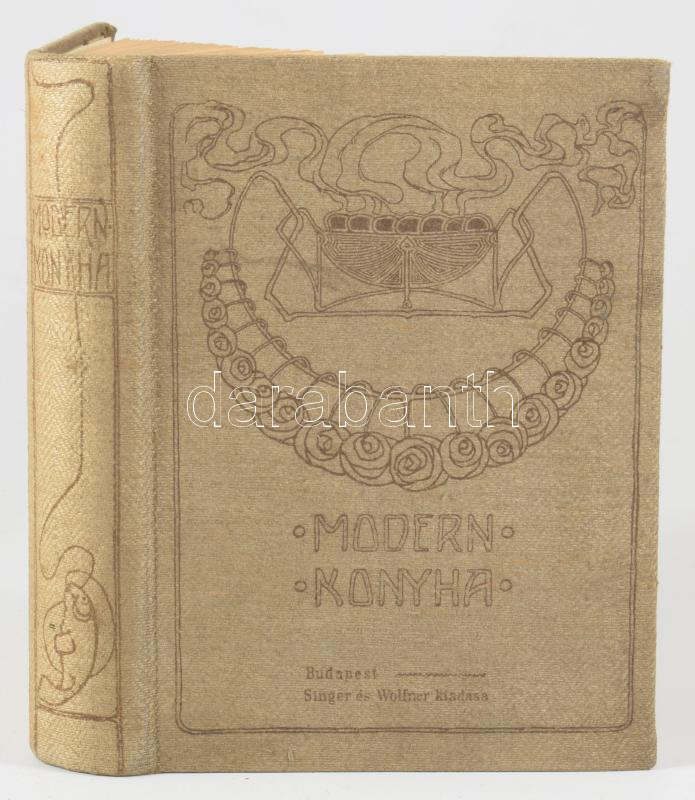 MODERN
KONYHA
darabanth
MODERN
KONYHA
Budapest
Singer és Wolfner kiadása